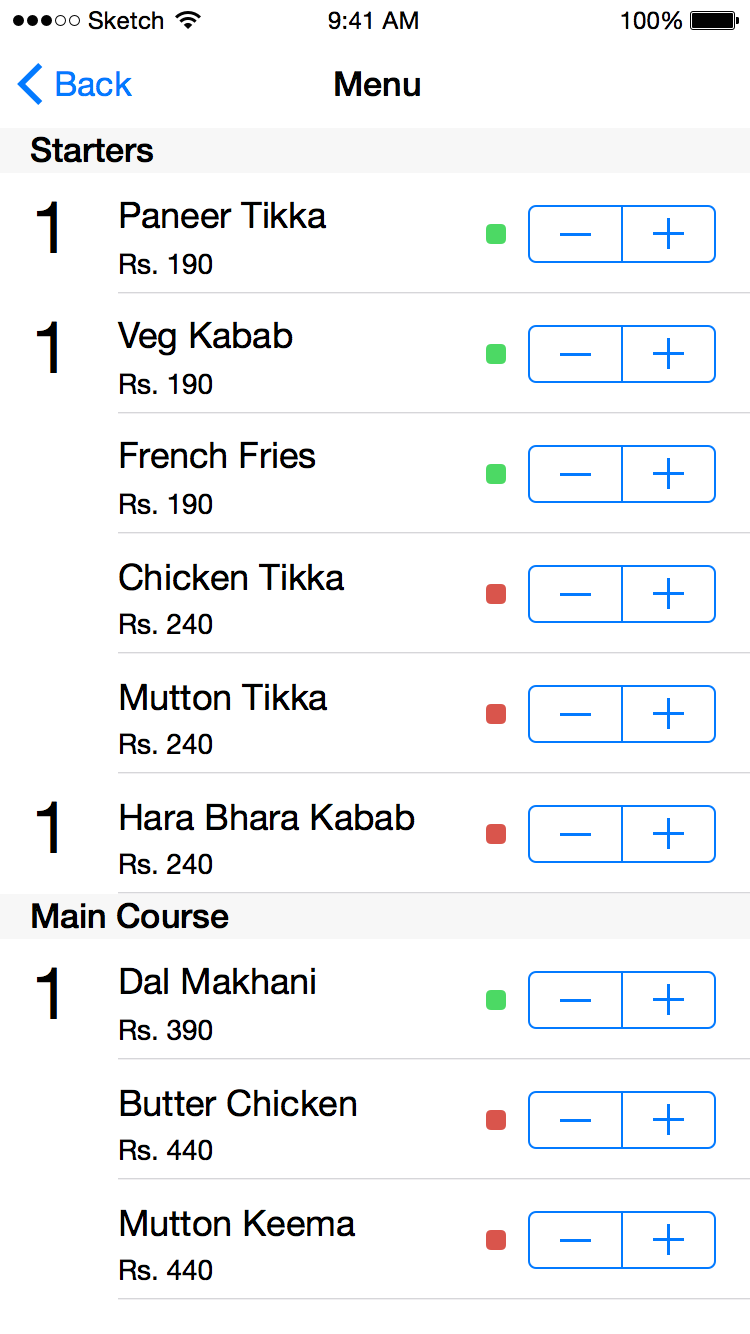 Sketch 9:41 AM 100%
Back Menu
Starters
1 Paneer Tikka
Rs. 190
1 Veg Kabab
Rs. 190
French Fries
Rs. 190
Chicken Tikka
Rs. 240
Mutton Tikka
Rs. 240
1 Hara Bhara Kabab
Rs. 240
Main Course
1 Dal Makhani
Rs. 390
Butter Chicken
Rs. 440
Mutton Keema
Rs. 440